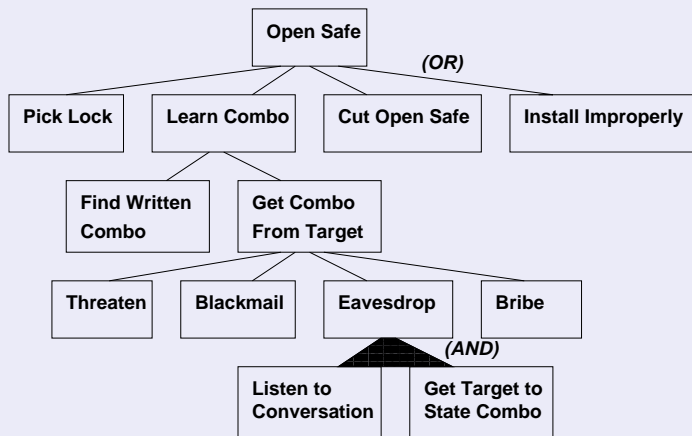 Open Safe
(OR)
Pick Lock
Learn Combo
Cut Open Safe
Install Improperly
Find Written
Combo
Get Combo
From Target
Threaten
Blackmail
Eavesdrop
Bribe
(AND)
Listen to
Conversation
Get Target to
State Combo